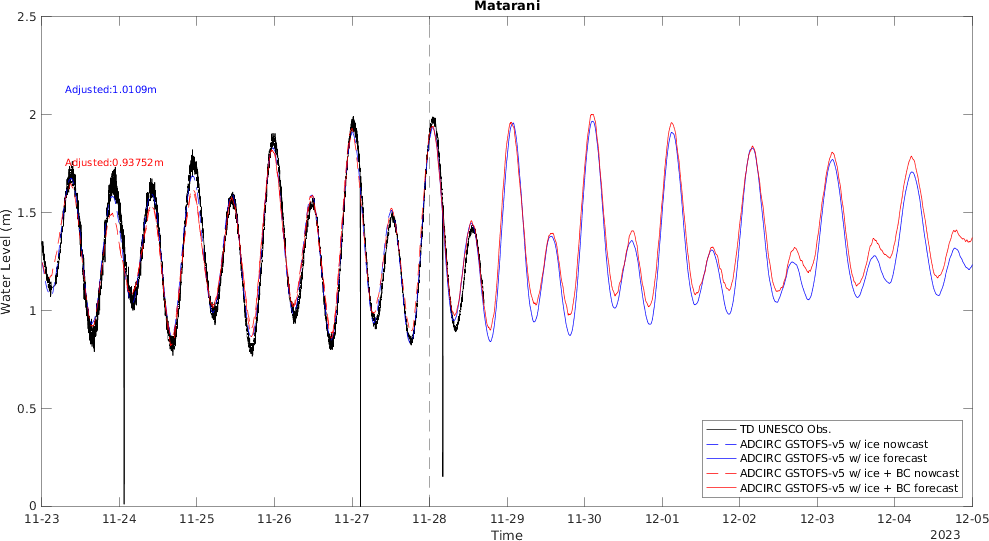 Matarani
2.5
2
1.5
1
0.5
0
Water Level (m)
Adjusted:1.0109m
Adjusted:0.93752m
TD UNESCO Obs.
ADCIRC GSTOFS-v5 w/ ice nowcast
ADCIRC GSTOFS-v5 w/ ice forecast
ADCIRC GSTOFS-v5 w/ ice + BC nowcast
ADCIRC GSTOFS-v5 w/ ice + BC forecast
11-23 11-24 11-25 11-26 11-27 11-28 11-29 11-30 12-01 12-02 12-03 12-04 12-05
Time
2023